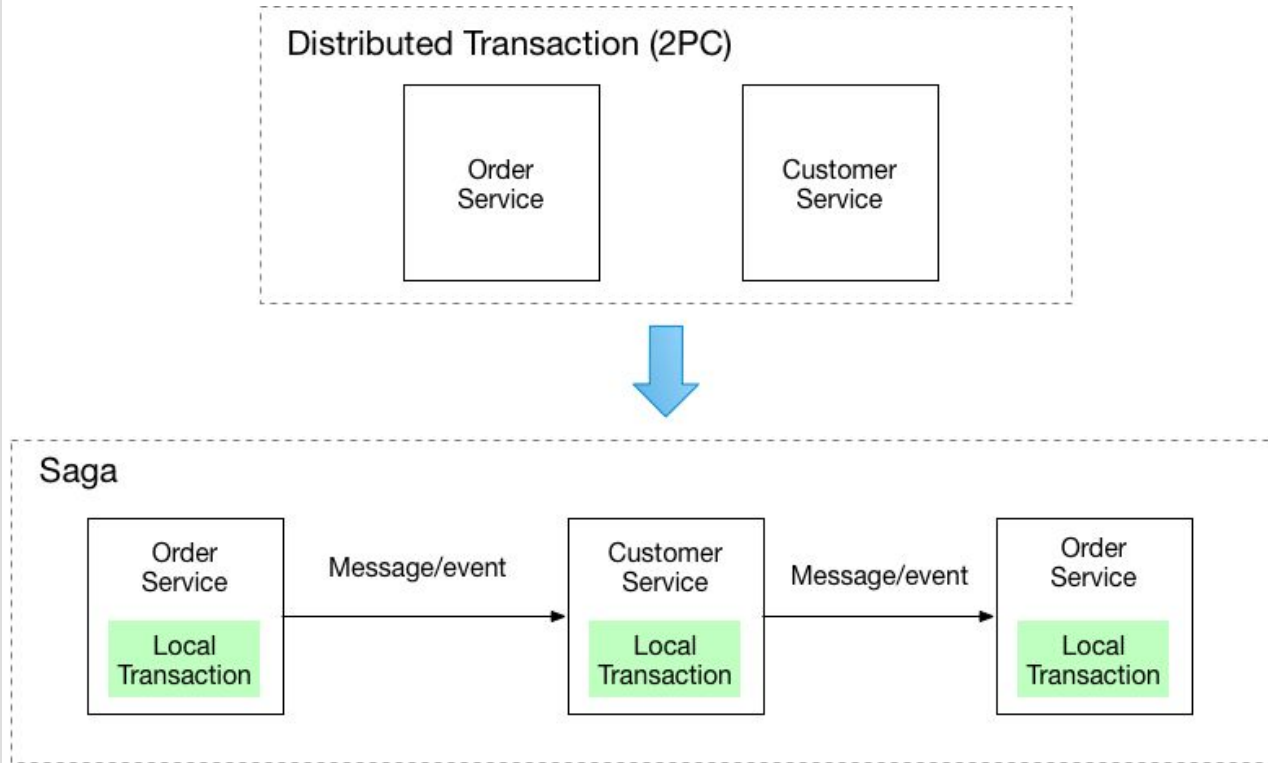 Distributed Transaction (2PC)
Order
Service
Customer
Service
Saga
Order
Service
Local
Transaction
Message/event
Customer
Service
Local
Transaction
Message/event
Order
Service
Local
Transaction